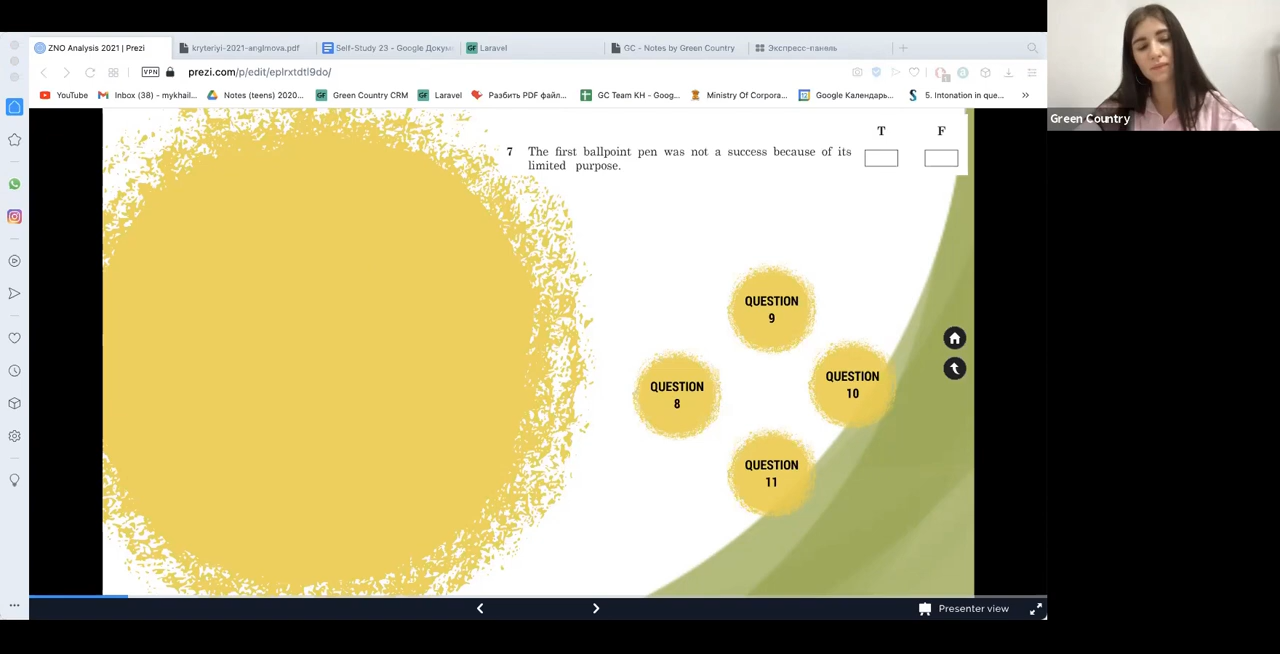 ZNO Analysis 2021 | Prezi
kryteriyi-2021-anglmova.pdf
Self-Study 23 - Google Докум
GF Laravel
GC - Notes by Green Country
Экспресс-панель
VPN
prezi.com/p/edit/eplrxtdtl9do/
YouTube
Inbox (38) - mykhail...
Notes (teens) 2020...
GF Green Country CRM
GF Laravel
Разбить PDF файл...
GC Team KH - Goog...
Ministry Of Corpora...
Google Календарь...
5. Intonation in que...
Green Country
T F
7 The first ballpoint pen was not a success because of its
limited purpose.
QUESTION
9
QUESTION
10
QUESTION
8
QUESTION
11
Presenter view